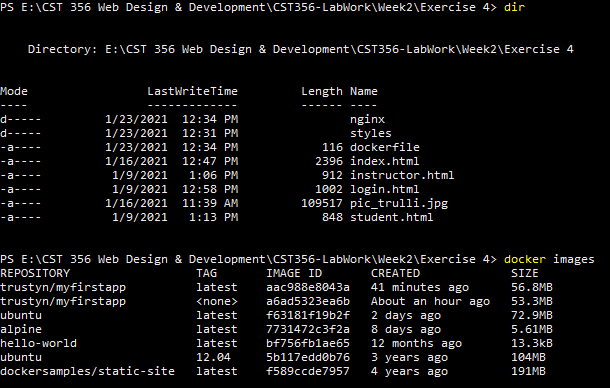 PS E:\CST 356 Web Design & Development\CST356-LabWork\Week2\Exercise 4> dir
Directory: E:\CST 356 Web Design & Development\CST356-LabWork\Week2\Exercise 4
Mode LastWriteTime Length Name
---- ------------- ------ ----
d----- 1/23/2021 12:34 PM nginx
d----- 1/23/2021 12:31 PM styles
-a---- 1/23/2021 12:34 PM 116 dockerfile
-a---- 1/16/2021 12:47 PM 2396 index.html
-a---- 1/9/2021 1:06 PM 912 instructor.html
-a---- 1/9/2021 12:58 PM 1002 login.html
-a---- 1/16/2021 11:39 AM 109517 pic_trulli.jpg
-a---- 1/9/2021 1:13 PM 848 student.html
PS E:\CST 356 Web Design & Development\CST356-LabWork\Week2\Exercise 4> docker images
REPOSITORY TAG IMAGE ID CREATED SIZE
trustyn/myfirstapp latest aac988e8043a 41 minutes ago 56.8MB
trustyn/myfirstapp <none> a6ad5323ea6b About an hour ago 53.3MB
ubuntu latest f63181f19b2f 2 days ago 72.9MB
alpine latest 7731472c3f2a 8 days ago 5.61MB
hello-world latest bf756fb1ae65 12 months ago 13.3kB
ubuntu 12.04 5b117edd0b76 3 years ago 104MB
dockersamples/static-site latest f589ccde7957 4 years ago 191MB